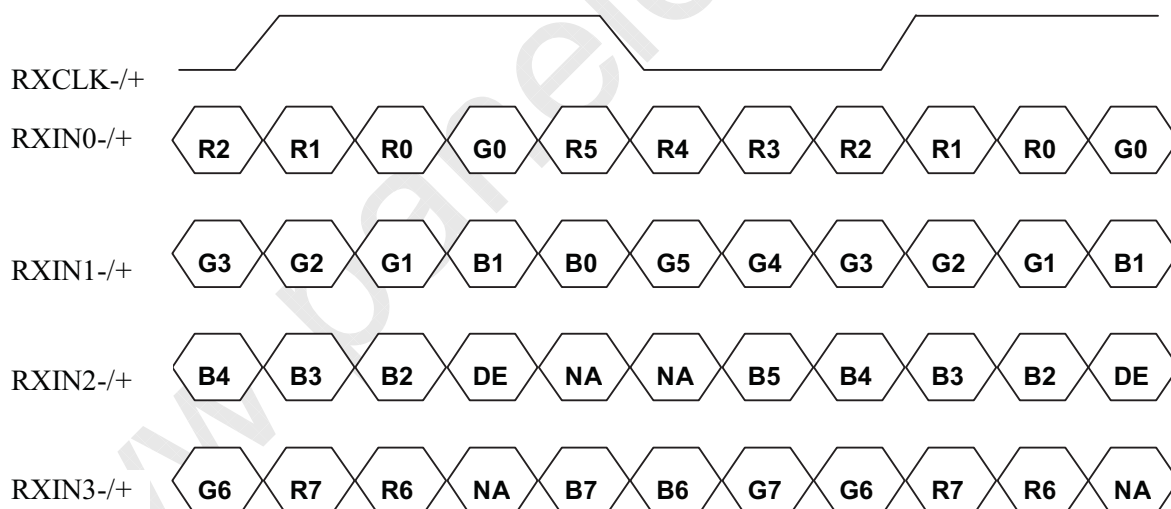 RXCLK-/+
RXIN0-/+ R2 R1 R0 G0 R5 R4 R3 R2 R1 R0 G0
RXIN1-/+ G3 G2 G1 B1 B0 G5 G4 G3 G2 G1 B1
RXIN2-/+ B4 B3 B2 DE NA NA B5 B4 B3 B2 DE
RXIN3-/+ G6 R7 R6 NA B7 B6 G7 G6 R7 R6 NA